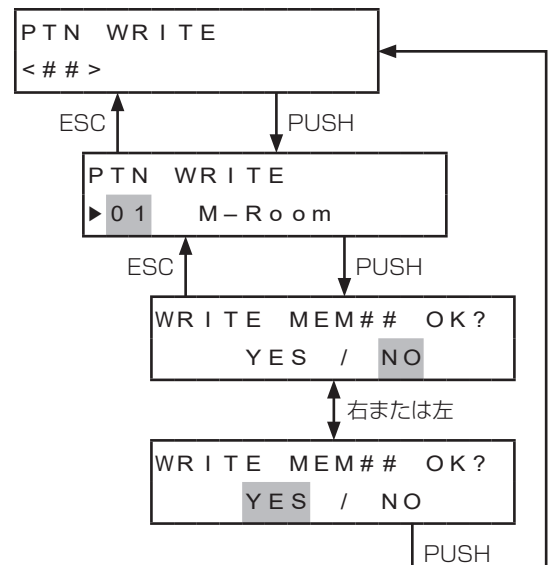 PTN WRITE
<##>
ESC PUSH
PTN WRITE
▶01 M–Room
ESC PUSH
WRITE MEM## OK?
YES / NO
右または左
WRITE MEM## OK?
YES / NO
PUSH